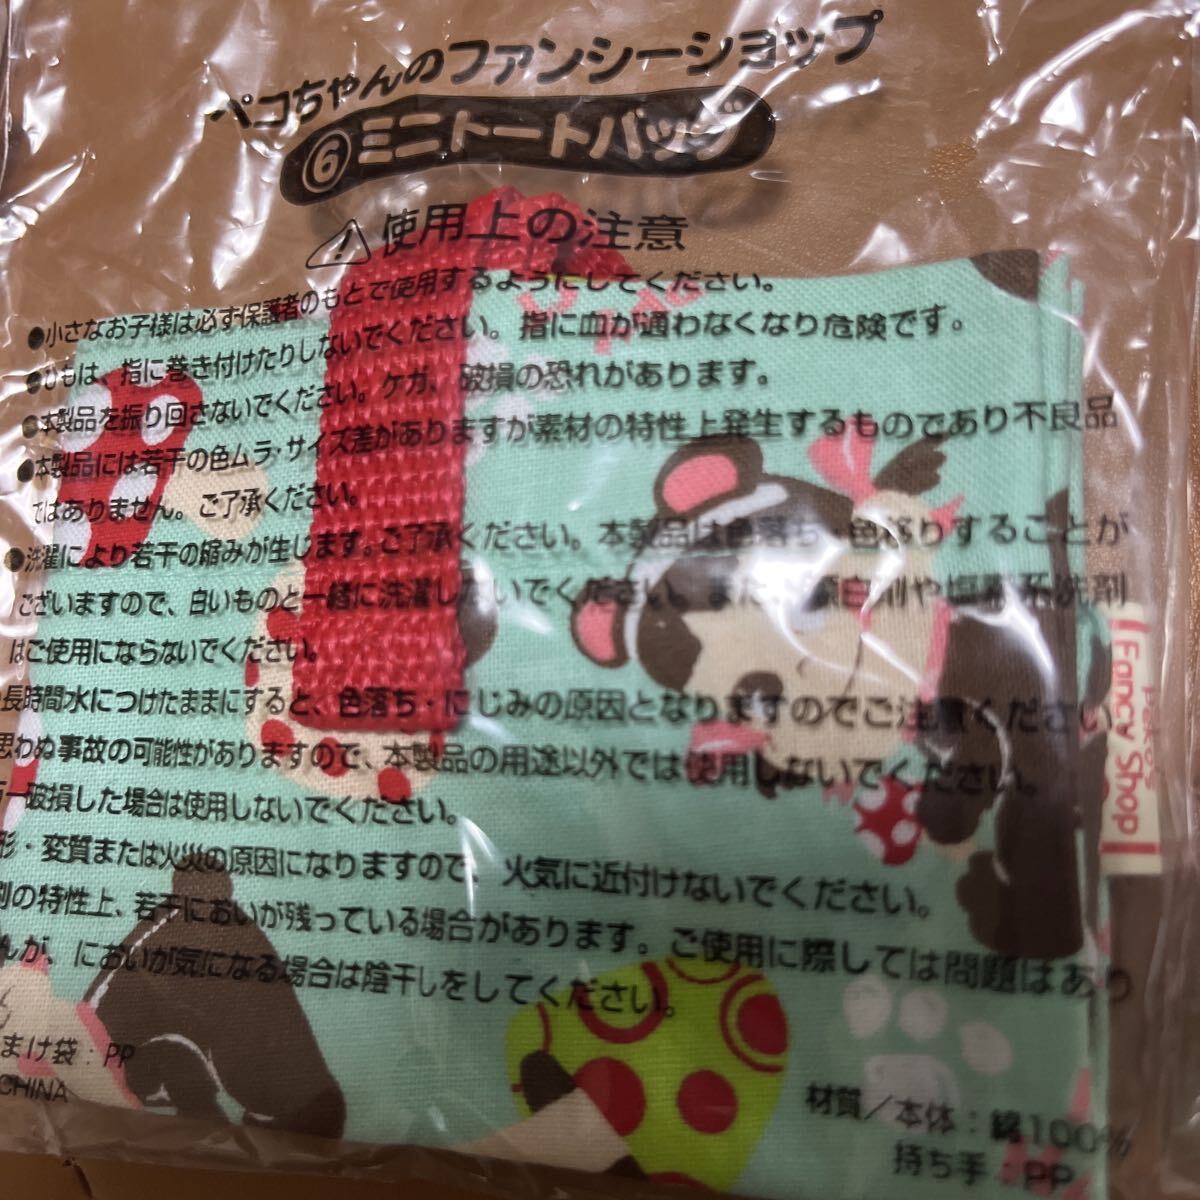 ペコちゃんのファンシーショップ
⑥ミニトートバッグ
使用上の注意
●小さなお子様は必ず保護者のもとで使用するようにしてください。
●ひもは、指に巻き付けたりしないでください。指に血が通わなくなり危険です。
●本製品を振り回さないでください。ケガ、破損の恐れがあります。
●本製品には若干の色ムラ・サイズ差がありますが素材の特性上発生するものであり不良品
ではありません。ご了承ください。
●洗濯により若干の縮みが生じます。ご了承ください。本製品は色落ち・色移りすることが
ございますので、白いものと一緒に洗濯しないでください。また、漂白剤や塩素系洗剤
はご使用にならないでください。
長時間水につけたままにすると、色落ち・にじみの原因となりますのでご注意ください。
思わぬ事故の可能性がありますので、本製品の用途以外では使用しないでください。
一破損した場合は使用しないでください。
形・変質または火災の原因になりますので、火気に近付けないでください。
剤の特性上、若干においが残っている場合があります。ご使用に際しては問題はあり
んが、においが気になる場合は陰干しをしてください。
まけ袋：PP
CHINA
材質／本体：綿100%
持ち手：PP
Peko's
Fancy Shop